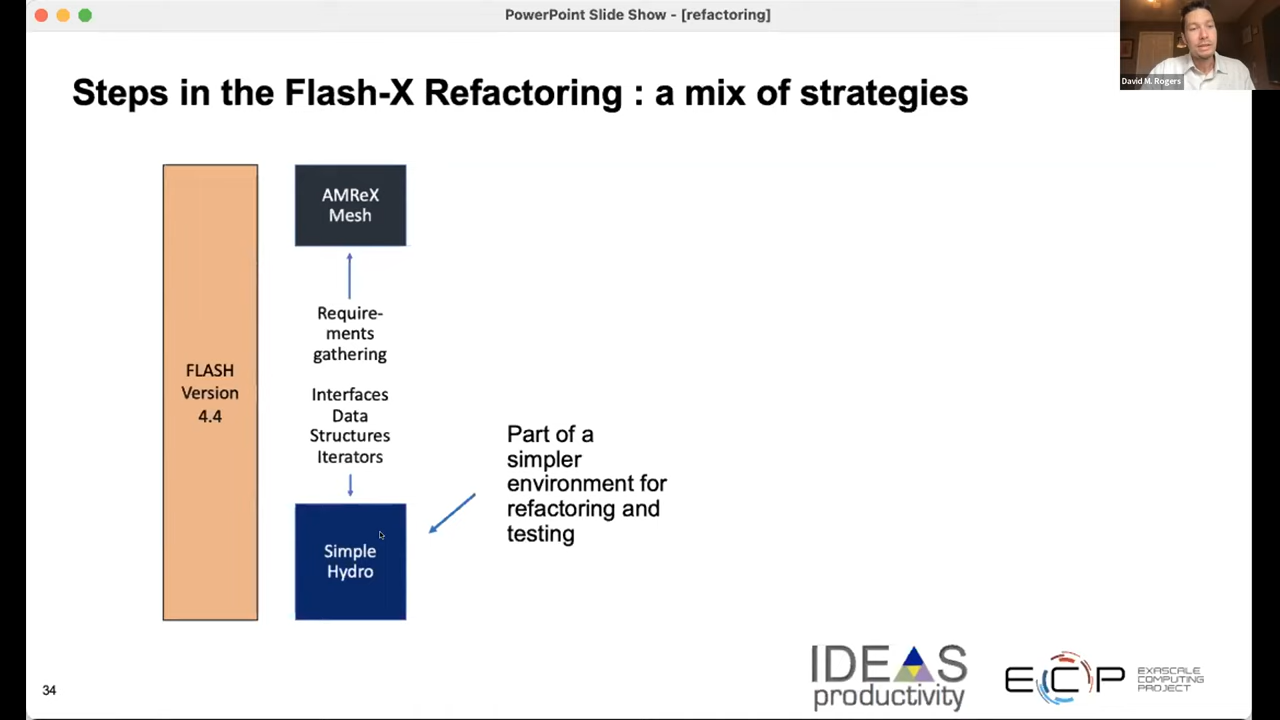 PowerPoint Slide Show - [refactoring]
David M. Rogers
Steps in the Flash-X Refactoring : a mix of strategies
FLASH
Version
4.4
AMReX
Mesh
Require-
ments
gathering
Interfaces
Data
Structures
Iterators
Simple
Hydro
Part of a
simpler
environment for
refactoring and
testing
34
IDEAS
productivity
ECP
EXASCALE
COMPUTING
PROJECT